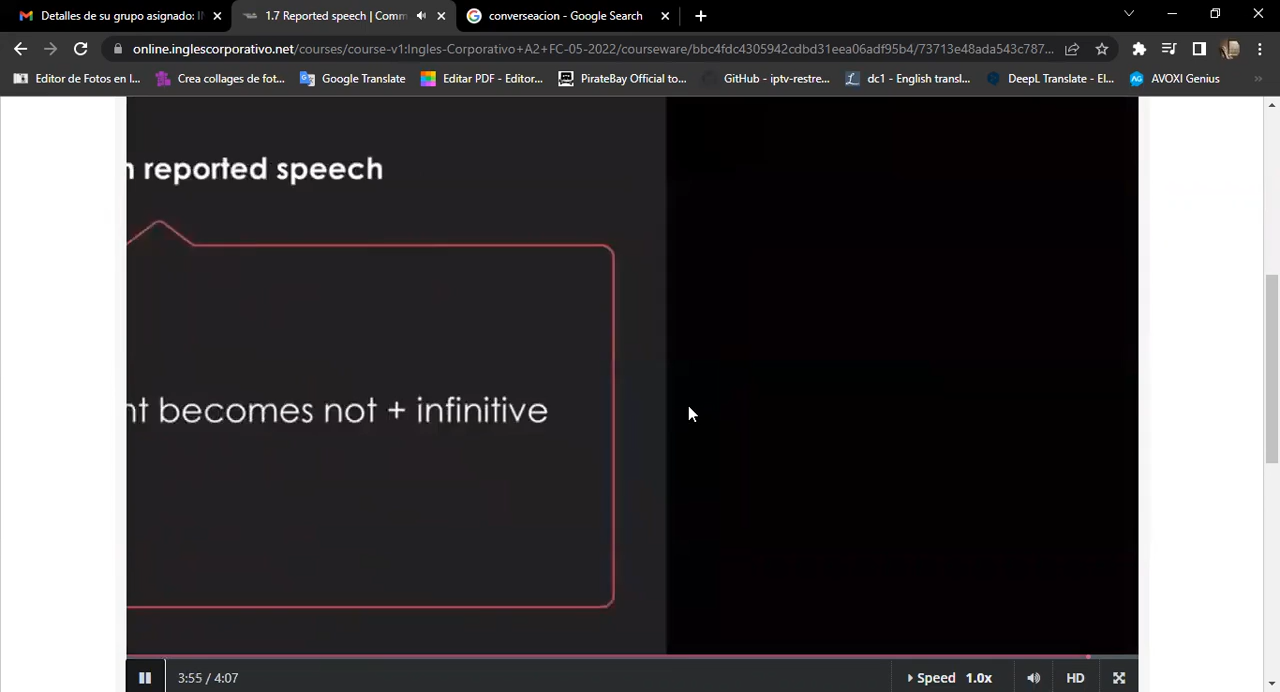 Detalles de su grupo asignado: I
1.7 Reported speech | Comm
converseacion - Google Search
online.inglescorporativo.net/courses/course-v1:Ingles-Corporativo+A2+FC-05-2022/courseware/bbc4fdc4305942cdbd31eea06adf95b4/73713e48ada543c787...
Editor de Fotos en l...
Crea collages de fot...
Google Translate
Editar PDF - Editor...
PirateBay Official to...
GitHub - iptv-restre...
dc1 - English transl...
DeepL Translate - El...
AVOXI Genius
»
n reported speech
nt becomes not + infinitive
3:55 / 4:07
Speed 1.0x
HD